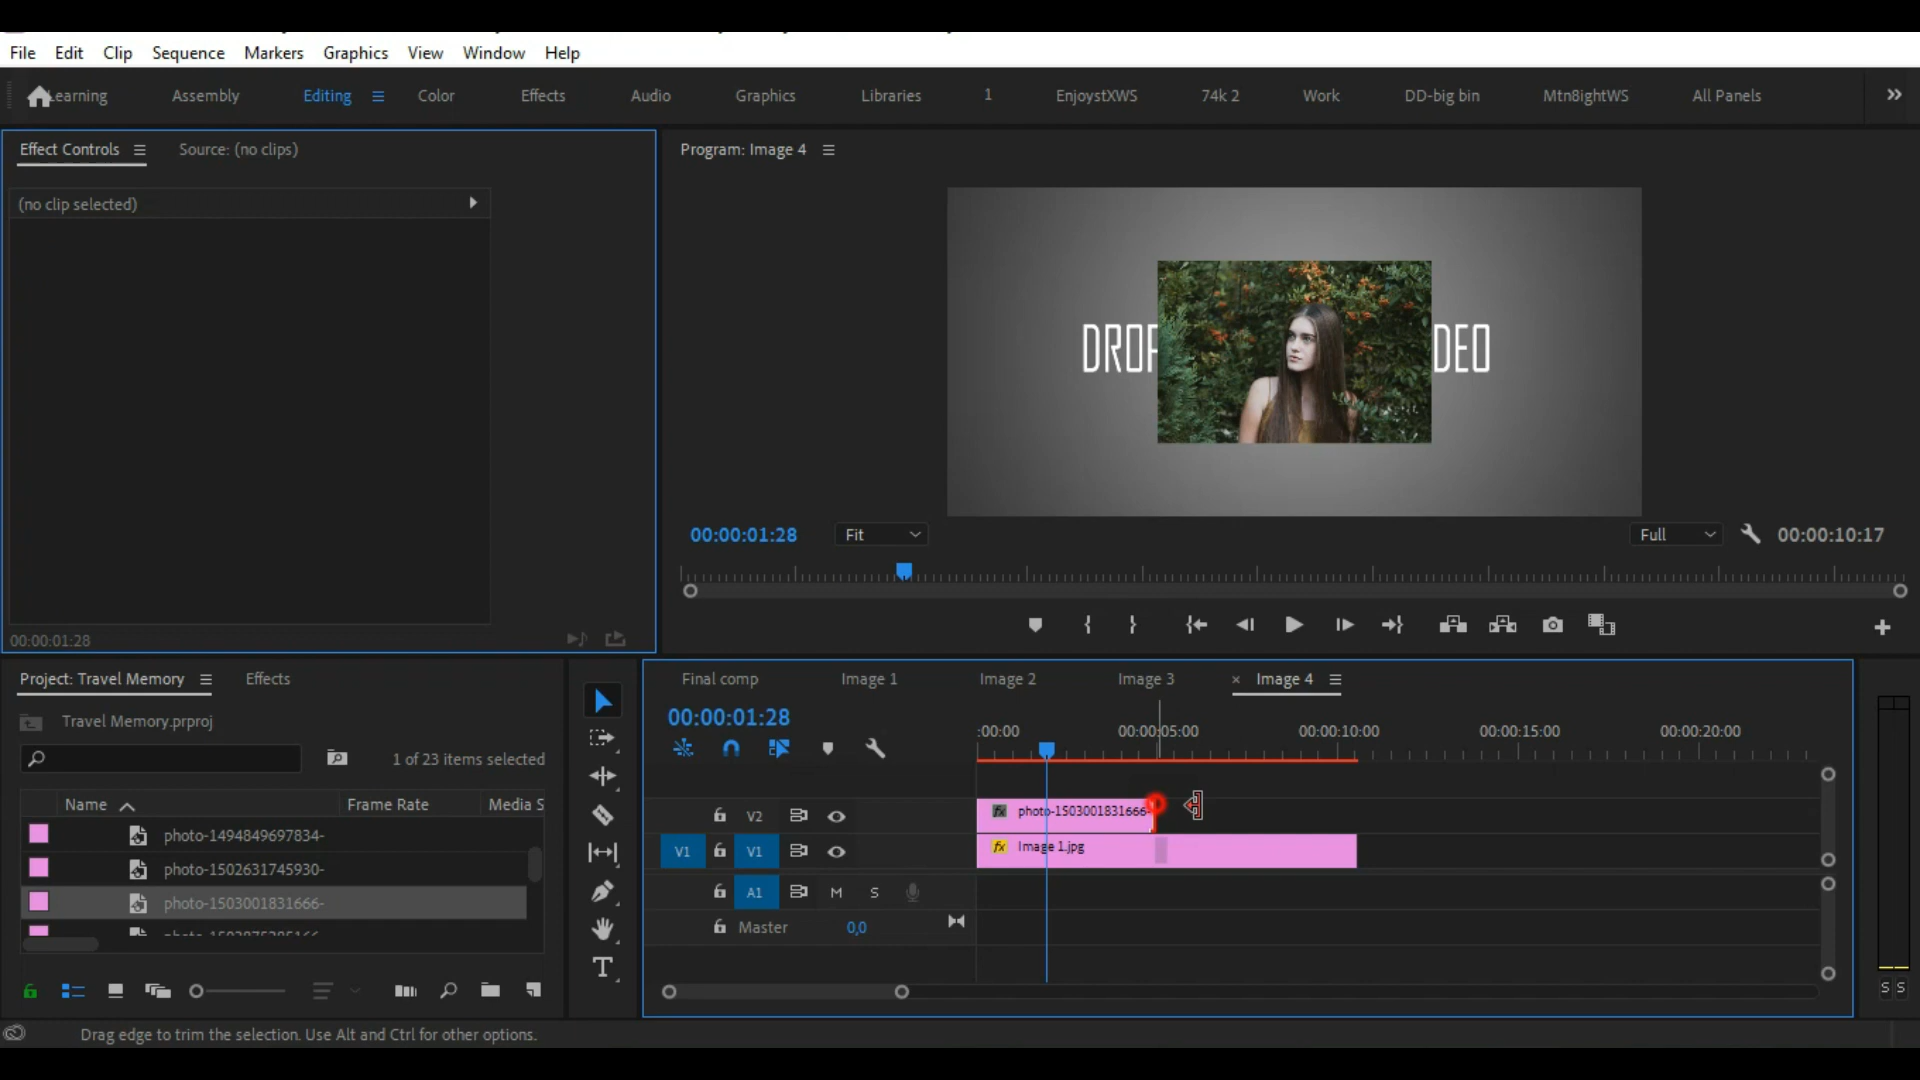 File Edit Clip Sequence Markers Graphics View Window Help
Learning Assembly Editing Color Effects Audio Graphics Libraries 1 EnjoystXWS 74k 2 Work DD-big bin Mtn8ightWS All Panels
Effect Controls Source: (no clips)
(no clip selected)
00:00:01:28
Program: Image 4
DROP DEO
00:00:01:28 Fit Full 00:00:10:17
Project: Travel Memory Effects
Travel Memory.prproj
1 of 23 items selected
Name Frame Rate Media S
photo-1494849697834-
photo-1502631745930-
photo-1503001831666-
Final comp Image 1 Image 2 Image 3 Image 4
00:00:01:28
:00:00 00:00:05:00 00:00:10:00 00:00:15:00 00:00:20:00
V2 fx photo-1503001831666-
V1 V1 fx Image 1.jpg
A1 M S
Master 0,0
S S
Drag edge to trim the selection. Use Alt and Ctrl for other options.